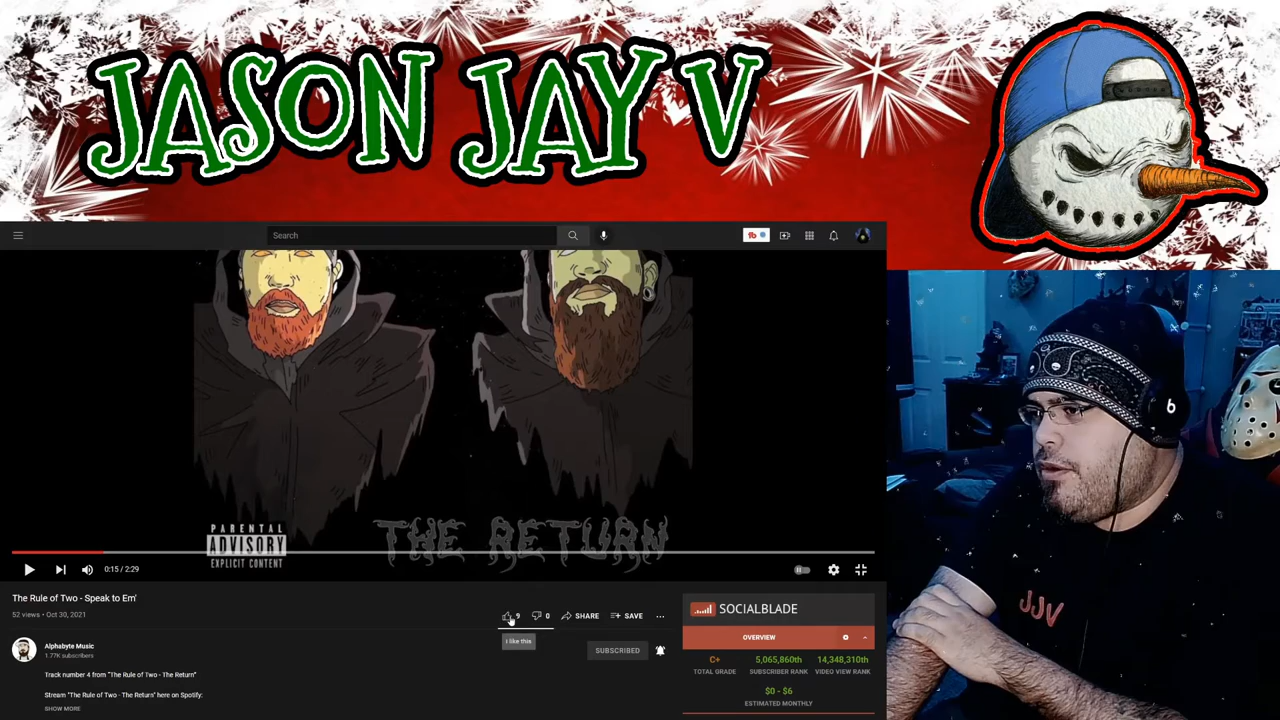 JASON JAY V
Search
tb
PARENTAL
ADVISORY
EXPLICIT CONTENT
THE RETURN
0:15 / 2:29
The Rule of Two - Speak to Em'
52 views • Oct 30, 2021
9
0
SHARE
SAVE
I like this
Alphabyte Music
1.77K subscribers
SUBSCRIBED
Track number 4 from "The Rule of Two - The Return"
Stream "The Rule of Two - The Return" here on Spotify:
SHOW MORE
SOCIALBLADE
OVERVIEW
C+
5,065,860th
14,348,310th
TOTAL GRADE
SUBSCRIBER RANK
VIDEO VIEW RANK
$0 - $6
ESTIMATED MONTHLY
b
JJV